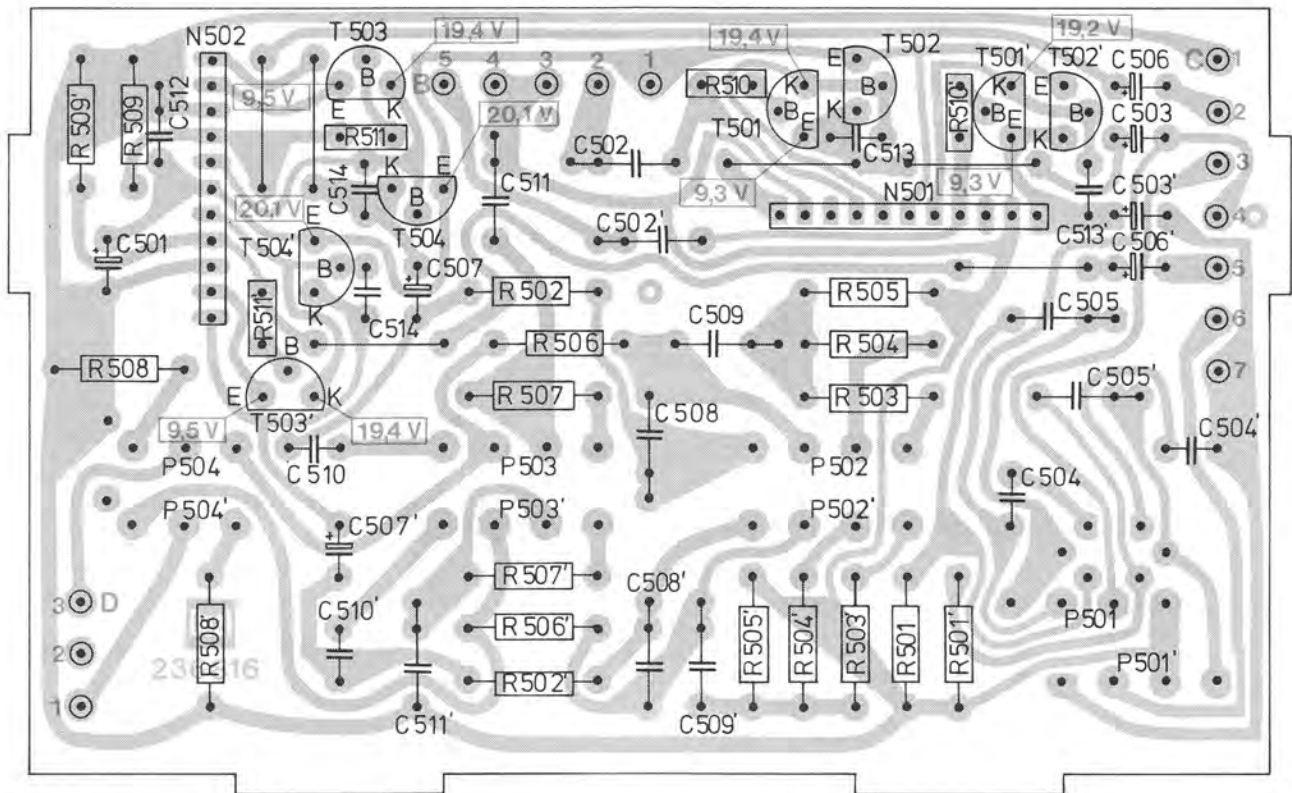 N502
T503
19,4 V
19,4 V
T502
19,2 V
T501'
T502'
C506
C 1
5 4 3 2 1
B
R509'
R509
C512
9,5 V
E B K
R511
20,1 V
R510
K B E
T501
E B K
R510'
K B E
E B K
C503
2
C502
C513
3
C514
K B E
C511
9,3 V
N501
9,3 V
C503'
4
20,1 V
C501
T504'
E B K
T504
C507
C502'
C513'
C506'
5
R511'
C514
R502
R505
C505
6
R506
C509
R504
R508
B E K
R507
R503
C505'
7
T503'
9,5 V
19,4 V
C508
C504'
P504
C510
P503
P502
C504
P504'
C507'
P503'
P502'
R507'
C508'
3 D
R508'
C510'
R506'
R505'
R504'
R503'
R501
R501'
P501
2
R502'
P501'
1
C511'
C509'